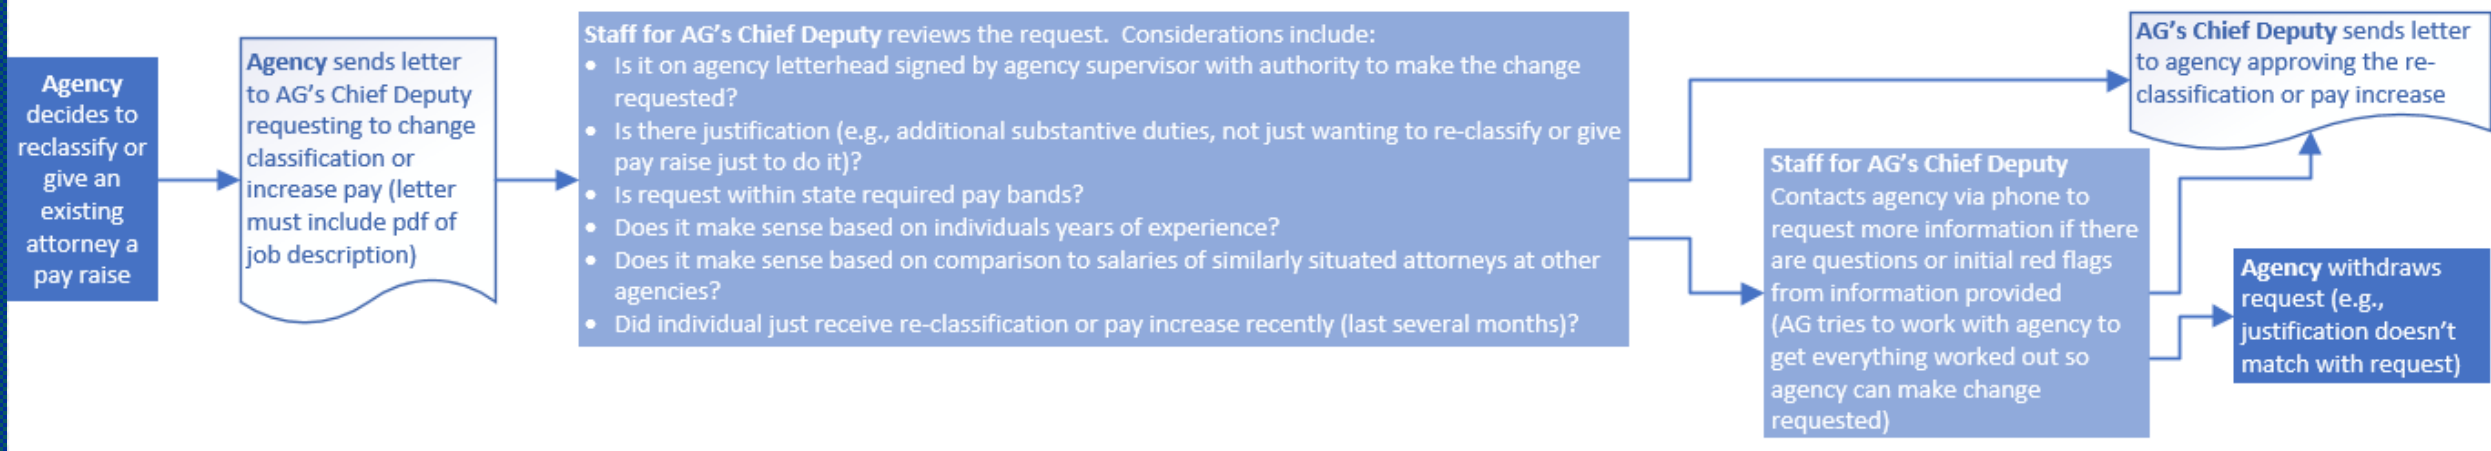 Agency
decides to
reclassify or
give an
existing
attorney a
pay raise
Agency sends letter
to AG's Chief Deputy
requesting to change
classification or
increase pay (letter
must include pdf of
job description)
Staff for AG's Chief Deputy reviews the request.  Considerations include:
• Is it on agency letterhead signed by agency supervisor with authority to make the change
requested?
• Is there justification (e.g., additional substantive duties, not just wanting to re-classify or give
pay raise just to do it)?
• Is request within state required pay bands?
• Does it make sense based on individuals years of experience?
• Does it make sense based on comparison to salaries of similarly situated attorneys at other
agencies?
• Did individual just receive re-classification or pay increase recently (last several months)?
Staff for AG's Chief Deputy
Contacts agency via phone to
request more information if there
are questions or initial red flags
from information provided
(AG tries to work with agency to
get everything worked out so
agency can make change
requested)
AG's Chief Deputy sends letter
to agency approving the re-
classification or pay increase
Agency withdraws
request (e.g.,
justification doesn't
match with request)